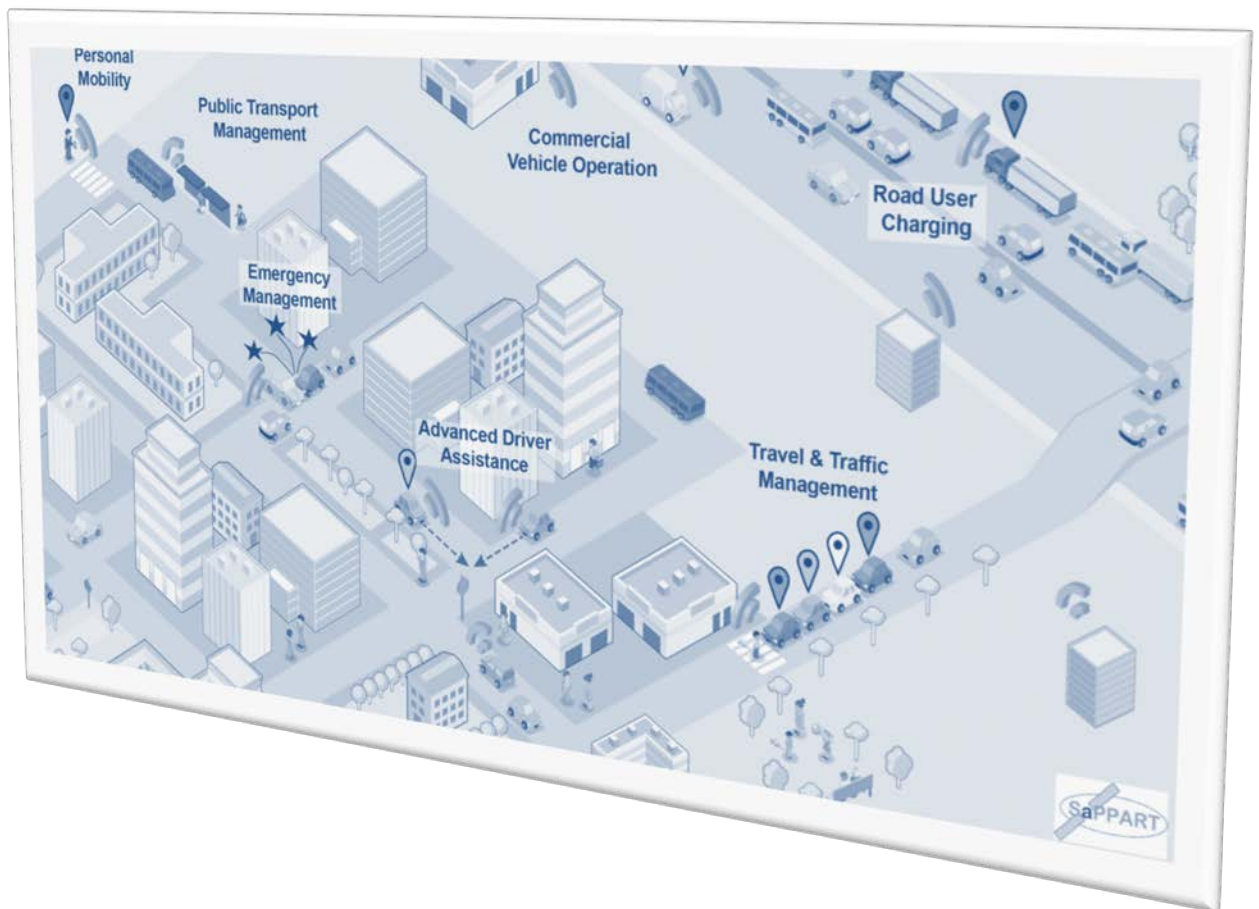 Personal
Mobility
Public Transport
Management
Commercial
Vehicle Operation
Road User
Charging
Emergency
Management
Advanced Driver
Assistance
Travel & Traffic
Management
SaPPART